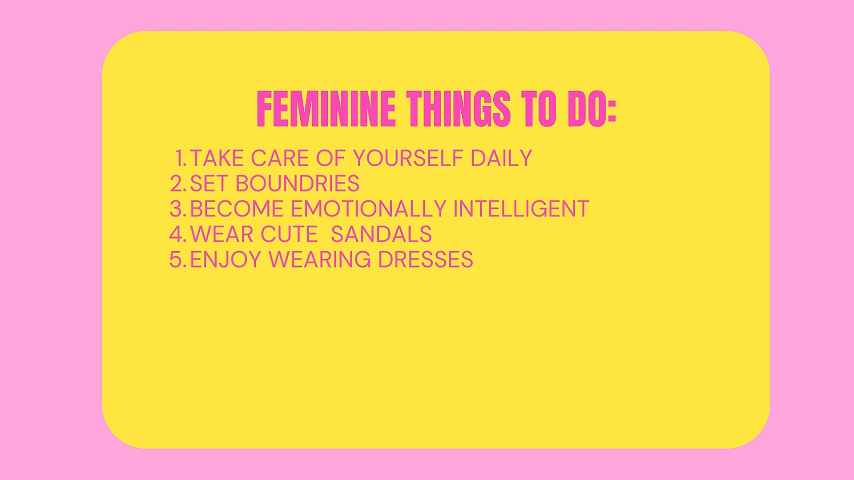 FEMININE THINGS TO DO:
1. TAKE CARE OF YOURSELF DAILY
2. SET BOUNDRIES
3. BECOME EMOTIONALLY INTELLIGENT
4. WEAR CUTE  SANDALS
5. ENJOY WEARING DRESSES